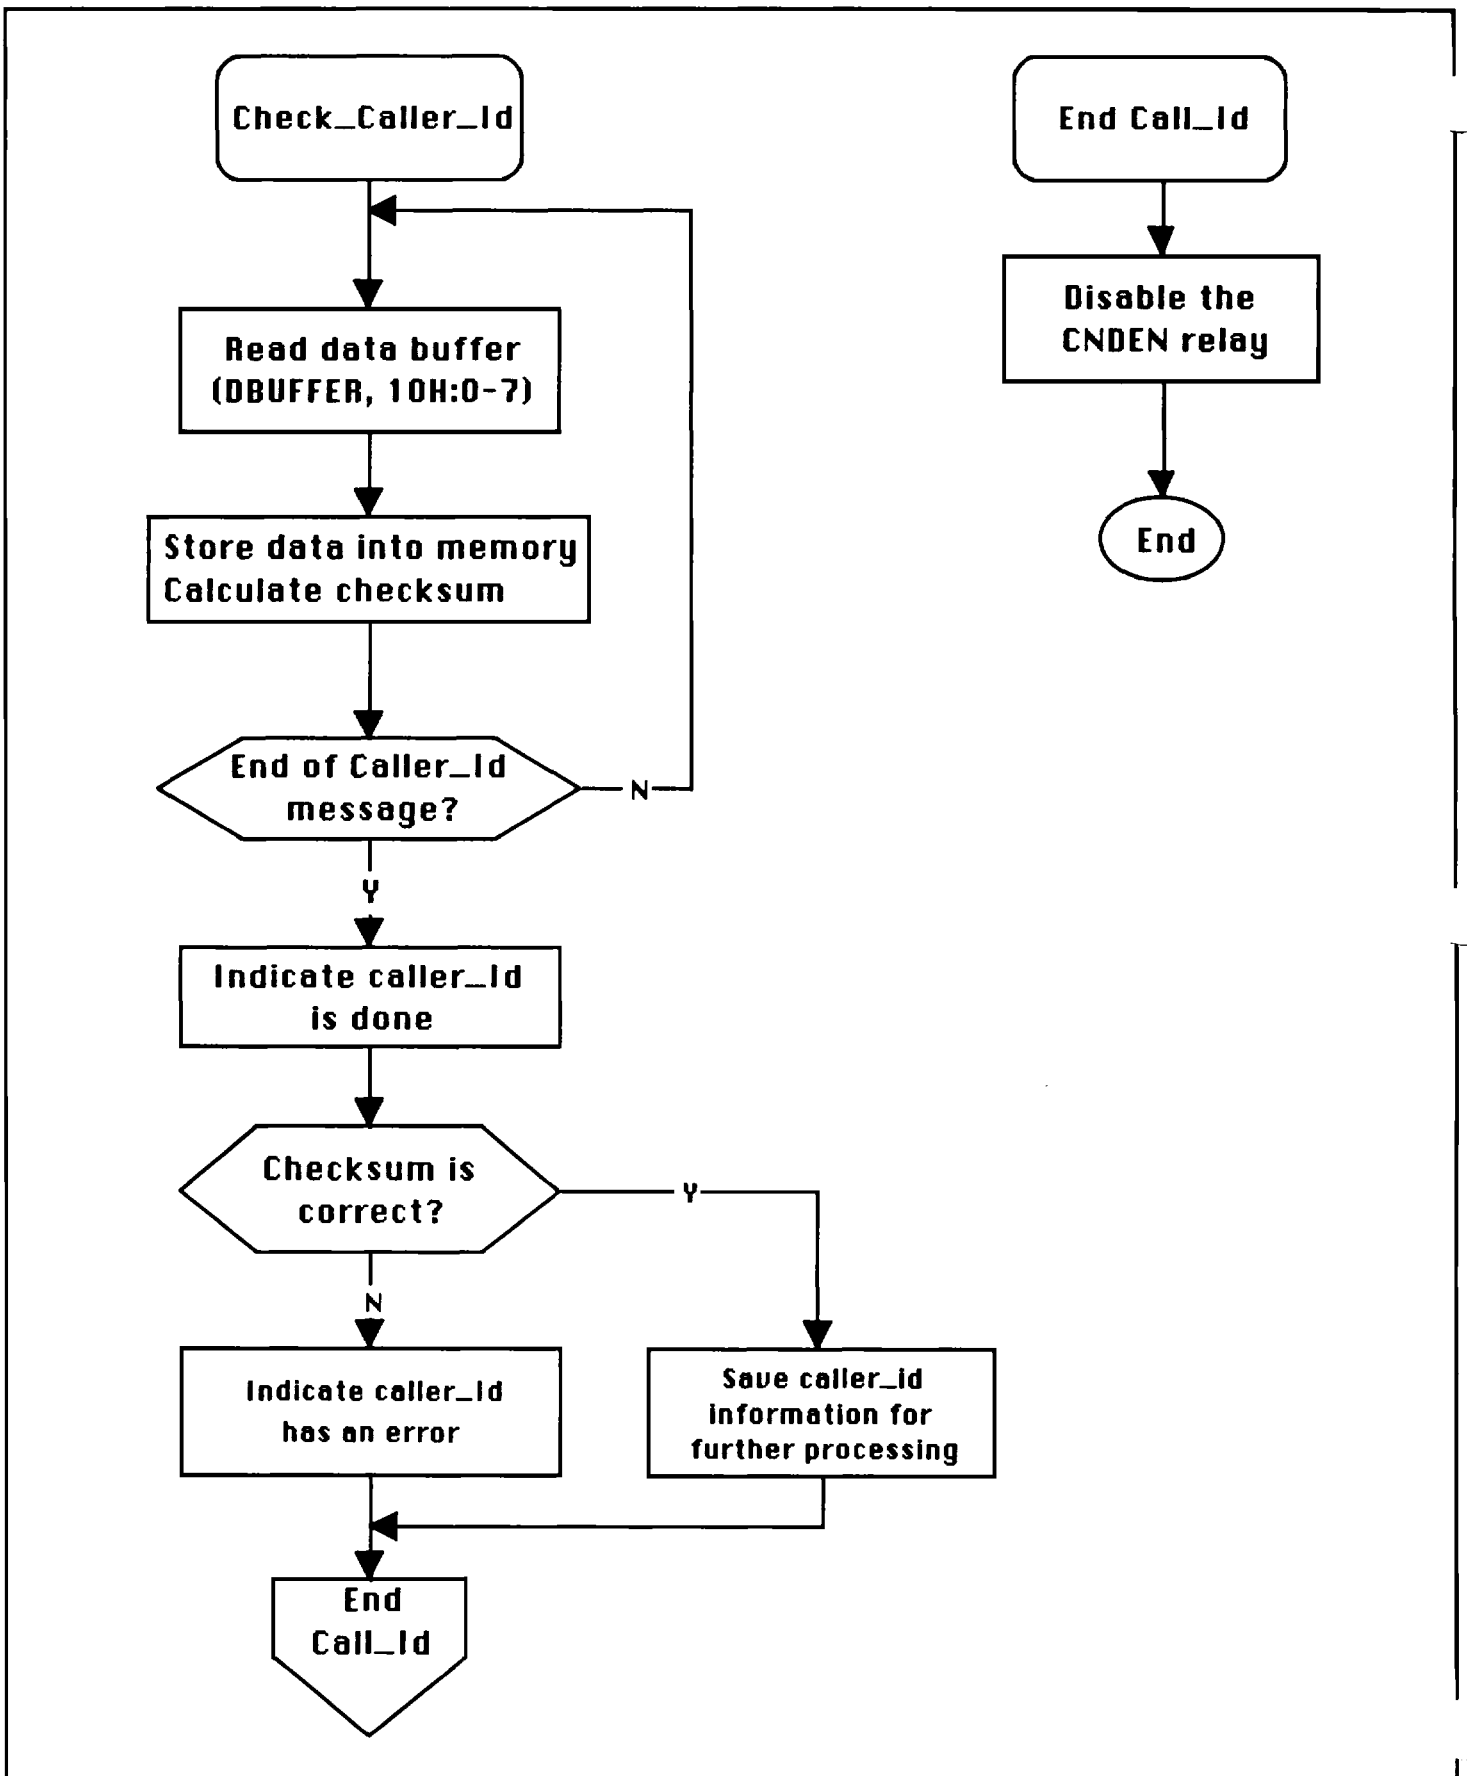 Check_Caller_Id
Read data buffer
(DBUFFER, 10H:0-7)
Store data into memory
Calculate checksum
End of Caller_Id
message?
N
Y
Indicate caller_Id
is done
Checksum is
correct?
Y
N
Indicate caller_Id
has an error
Save caller_id
information for
further processing
End
Call_Id
End Call_Id
Disable the
CNDEN relay
End